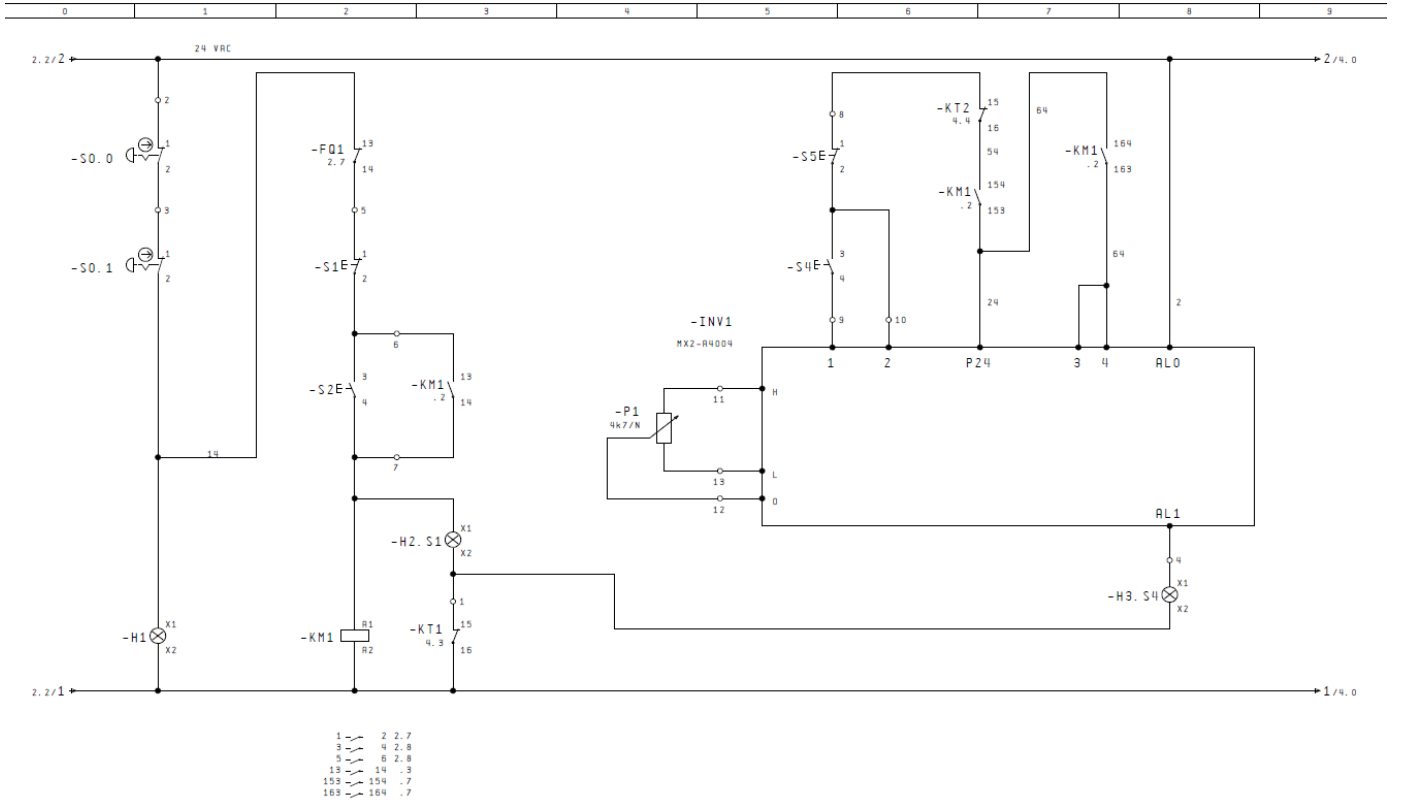 0 1 2 3 4 5 6 7 8 9
24 VAC
2.2/2
2/4.0
2
-S0.0
1
2
3
-S0.1
1
2
14
-H1
X1
X2
-FQ1
2.7
13
14
5
-S1E
1
2
6
-S2E
3
4
-KM1
.2
13
14
7
-H2.S1
X1
X2
1
-KM1
A1
A2
-KT1
4.3
15
16
8
-S5E
1
2
-S4E
3
4
9
10
-KT2
4.4
15
16
54
-KM1
.2
154
153
24
64
-KM1
.2
164
163
64
2
-INV1
MX2-A4004
1 2 P24 3 4 AL0
-P1
4k7/N
11
H
13
L
12
O
AL1
4
-H3.S4
X1
X2
2.2/1
1/4.0
1 2 2.7
3 4 2.8
5 6 2.8
13 14 .3
153 154 .7
163 164 .7